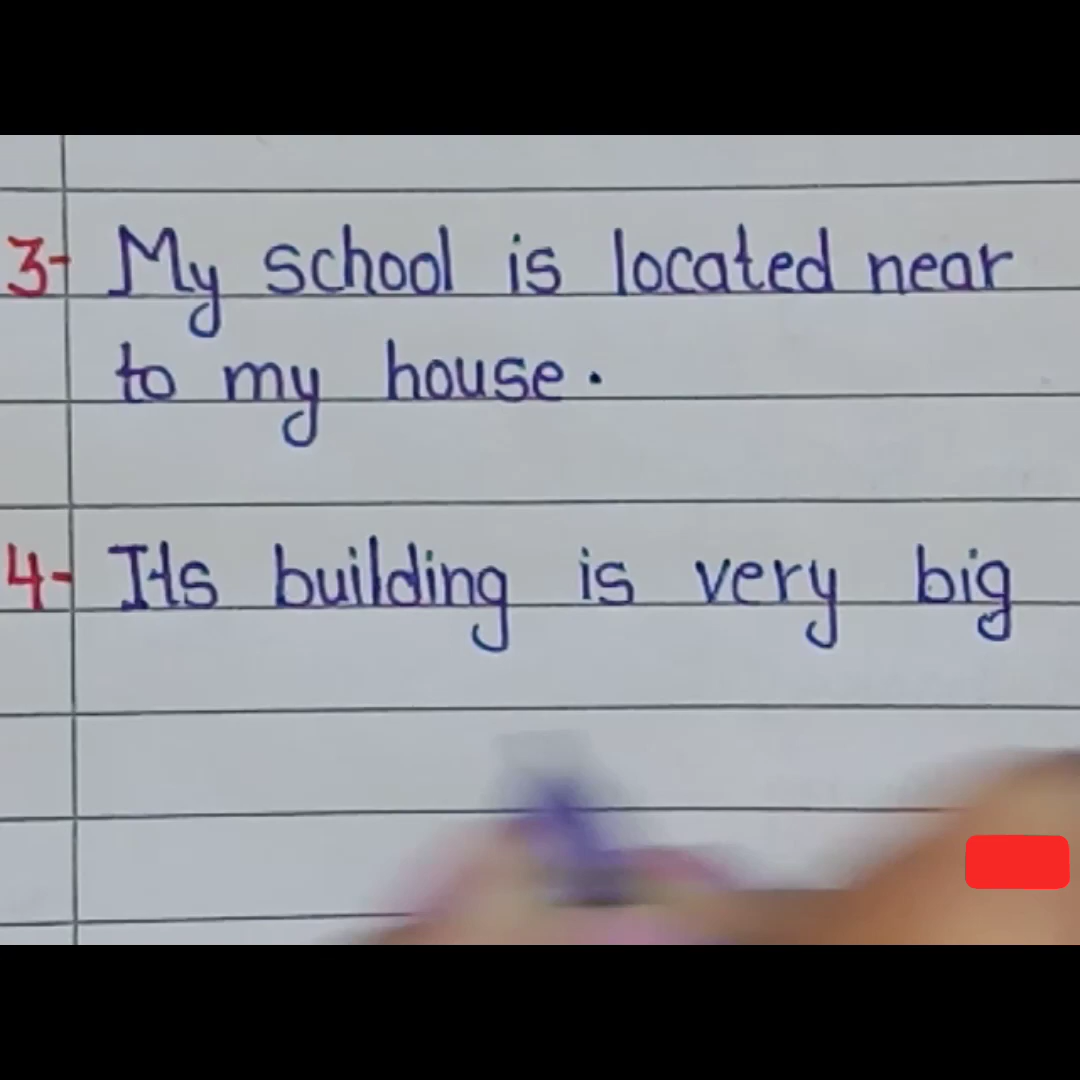 3- My school is located near
to my house.
4- Its building is very big